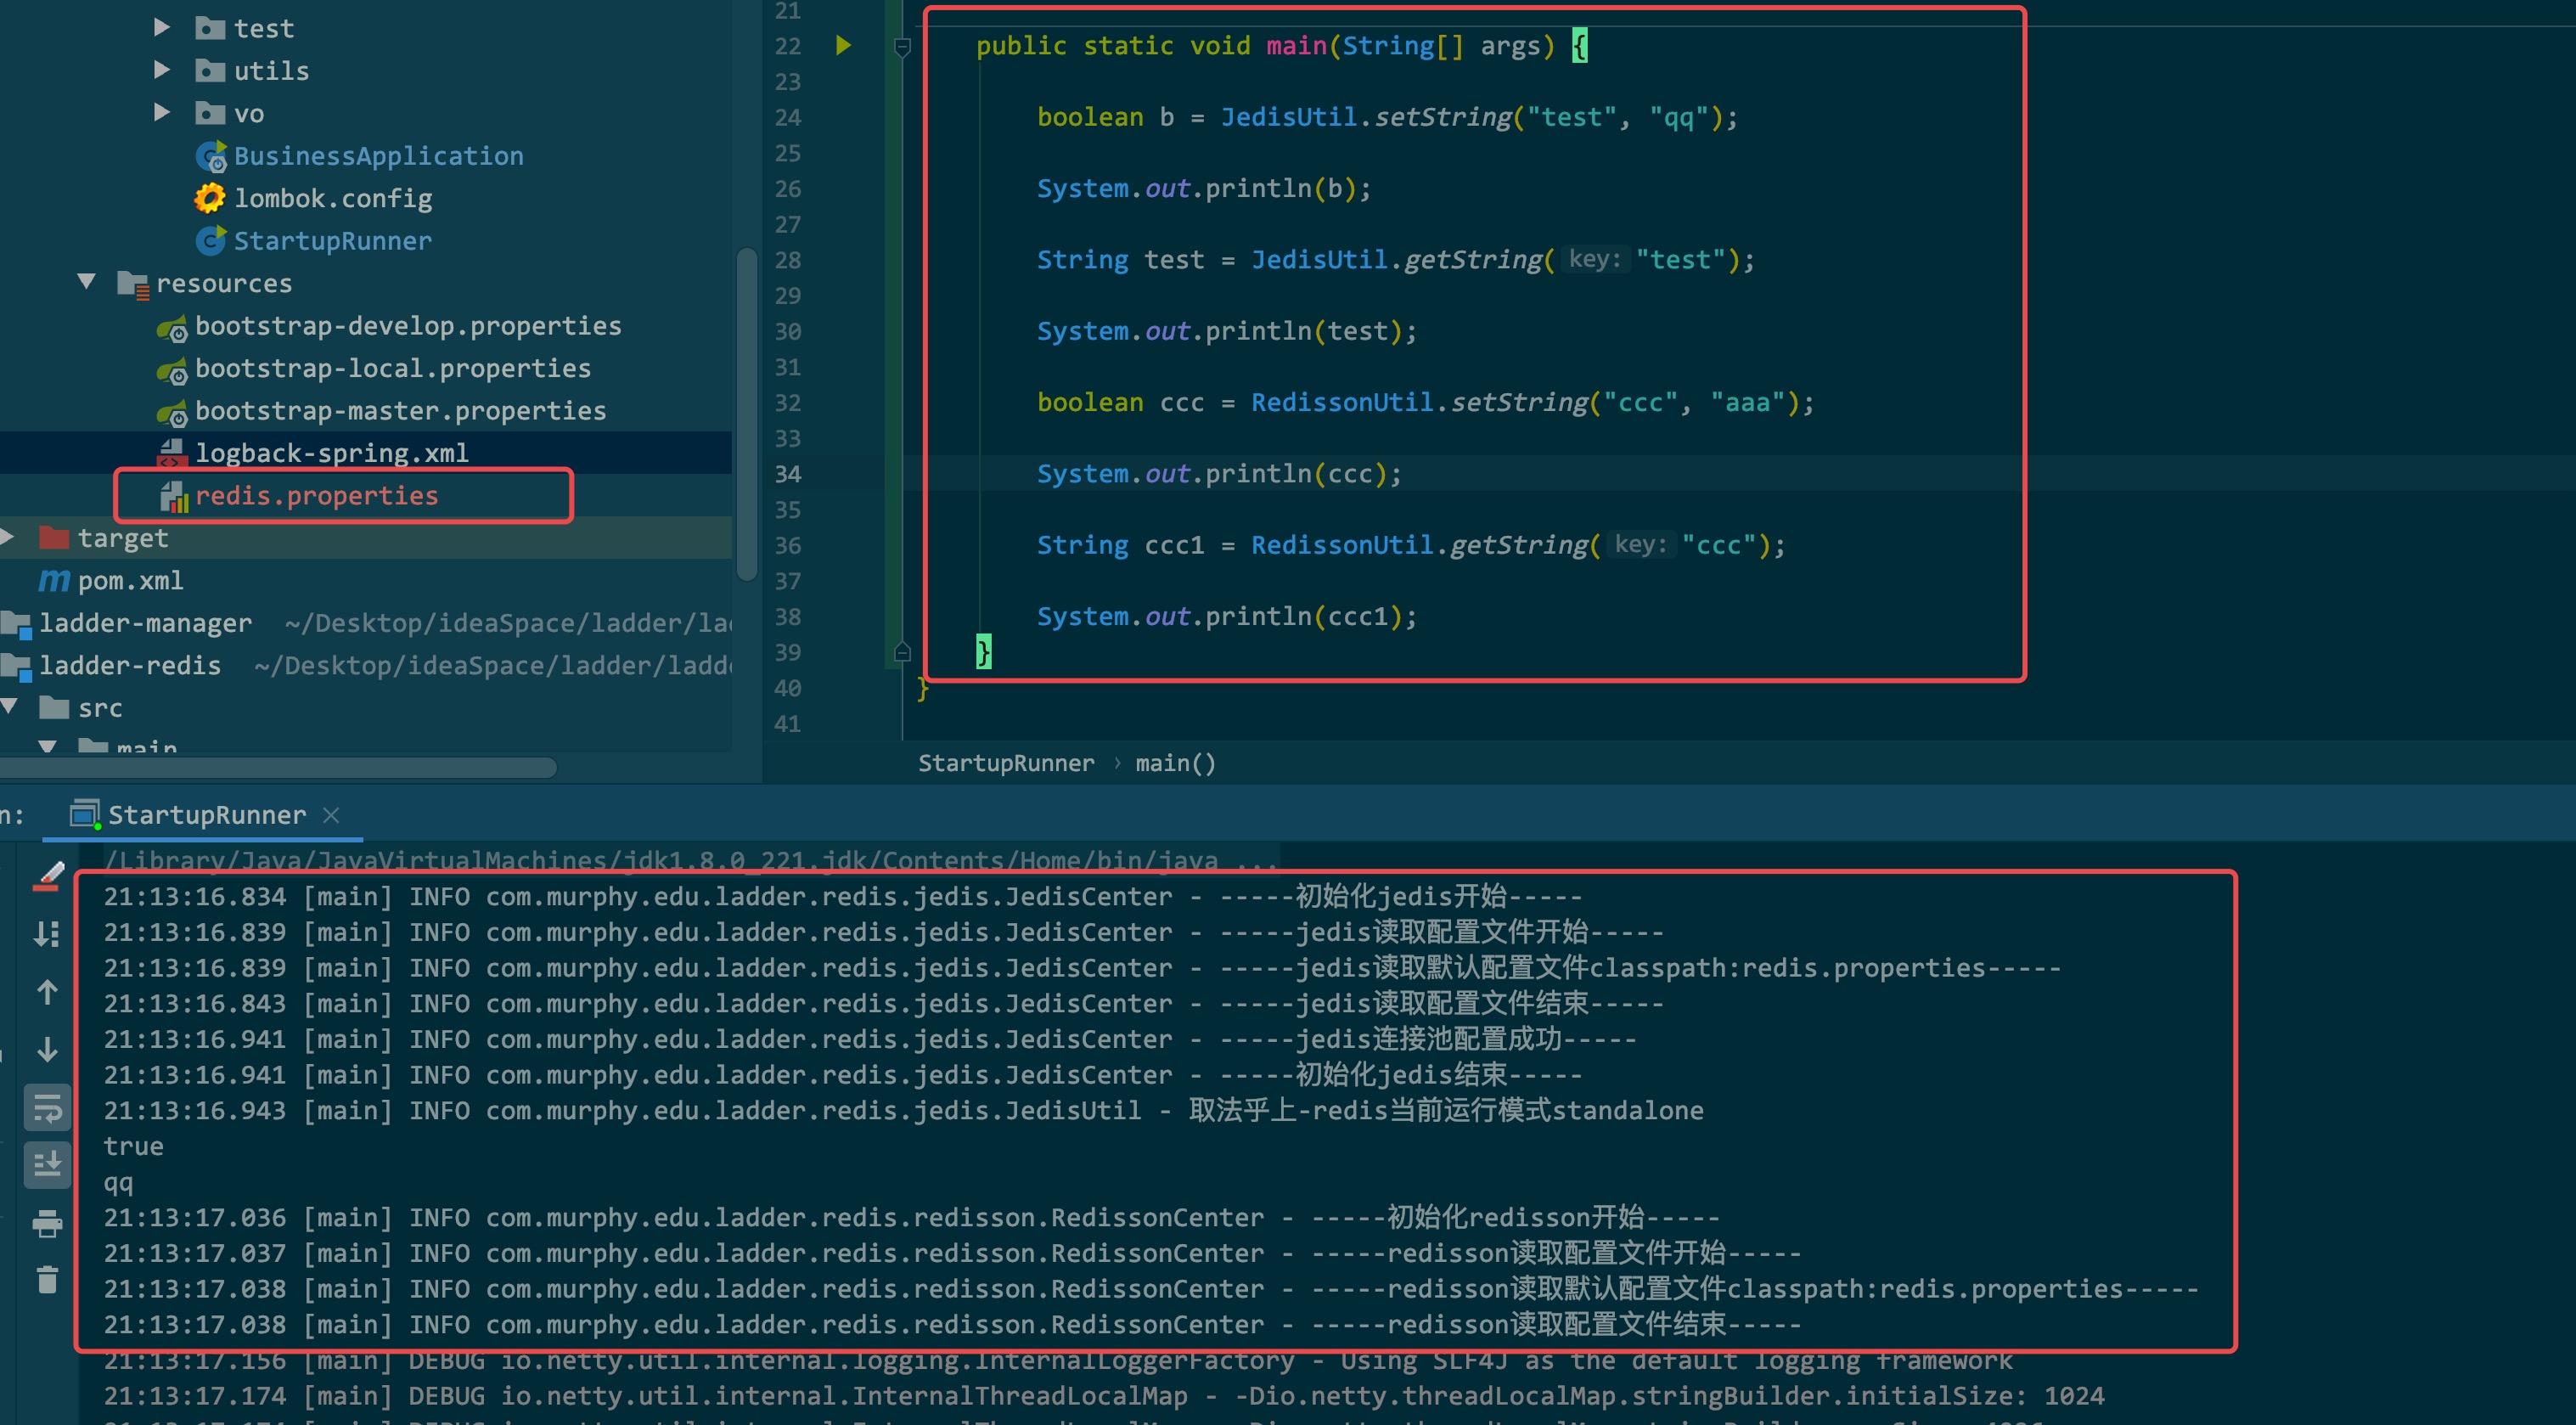 test
utils
vo
BusinessApplication
lombok.config
StartupRunner
resources
bootstrap-develop.properties
bootstrap-local.properties
bootstrap-master.properties
logback-spring.xml
redis.properties
target
pom.xml
ladder-manager ~/Desktop/ideaSpace/ladder/la
ladder-redis ~/Desktop/ideaSpace/ladder/ladd
src
main
21
22 public static void main(String[] args) {
23
24 boolean b = JedisUtil.setString("test", "qq");
25
26 System.out.println(b);
27
28 String test = JedisUtil.getString( key: "test");
29
30 System.out.println(test);
31
32 boolean ccc = RedissonUtil.setString("ccc", "aaa");
33
34 System.out.println(ccc);
35
36 String ccc1 = RedissonUtil.getString( key: "ccc");
37
38 System.out.println(ccc1);
39 }
40 }
41
StartupRunner › main()
n: StartupRunner ×
/Library/Java/JavaVirtualMachines/jdk1.8.0_221.jdk/Contents/Home/bin/java ...
21:13:16.834 [main] INFO com.murphy.edu.ladder.redis.jedis.JedisCenter - -----初始化jedis开始-----
21:13:16.839 [main] INFO com.murphy.edu.ladder.redis.jedis.JedisCenter - -----jedis读取配置文件开始-----
21:13:16.839 [main] INFO com.murphy.edu.ladder.redis.jedis.JedisCenter - -----jedis读取默认配置文件classpath:redis.properties-----
21:13:16.843 [main] INFO com.murphy.edu.ladder.redis.jedis.JedisCenter - -----jedis读取配置文件结束-----
21:13:16.941 [main] INFO com.murphy.edu.ladder.redis.jedis.JedisCenter - -----jedis连接池配置成功-----
21:13:16.941 [main] INFO com.murphy.edu.ladder.redis.jedis.JedisCenter - -----初始化jedis结束-----
21:13:16.943 [main] INFO com.murphy.edu.ladder.redis.jedis.JedisUtil - 取法乎上-redis当前运行模式standalone
true
qq
21:13:17.036 [main] INFO com.murphy.edu.ladder.redis.redisson.RedissonCenter - -----初始化redisson开始-----
21:13:17.037 [main] INFO com.murphy.edu.ladder.redis.redisson.RedissonCenter - -----redisson读取配置文件开始-----
21:13:17.038 [main] INFO com.murphy.edu.ladder.redis.redisson.RedissonCenter - -----redisson读取默认配置文件classpath:redis.properties-----
21:13:17.038 [main] INFO com.murphy.edu.ladder.redis.redisson.RedissonCenter - -----redisson读取配置文件结束-----
21:13:17.156 [main] DEBUG io.netty.util.internal.logging.InternalLoggerFactory - Using SLF4J as the default logging framework
21:13:17.174 [main] DEBUG io.netty.util.internal.InternalThreadLocalMap - -Dio.netty.threadLocalMap.stringBuilder.initialSize: 1024